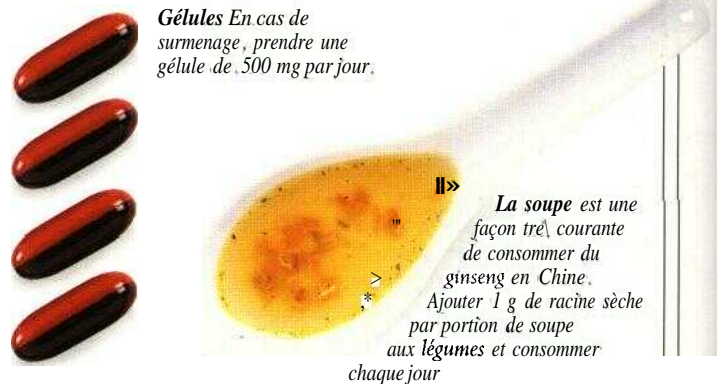 Gélules En cas de
surmenage, prendre une
gélule de 500 mg par jour.
La soupe est une
façon tre\ courante
de consommer du
ginseng en Chine.
Ajouter 1 g de racine sèche
par portion de soupe
aux légumes et consommer
chaque jour